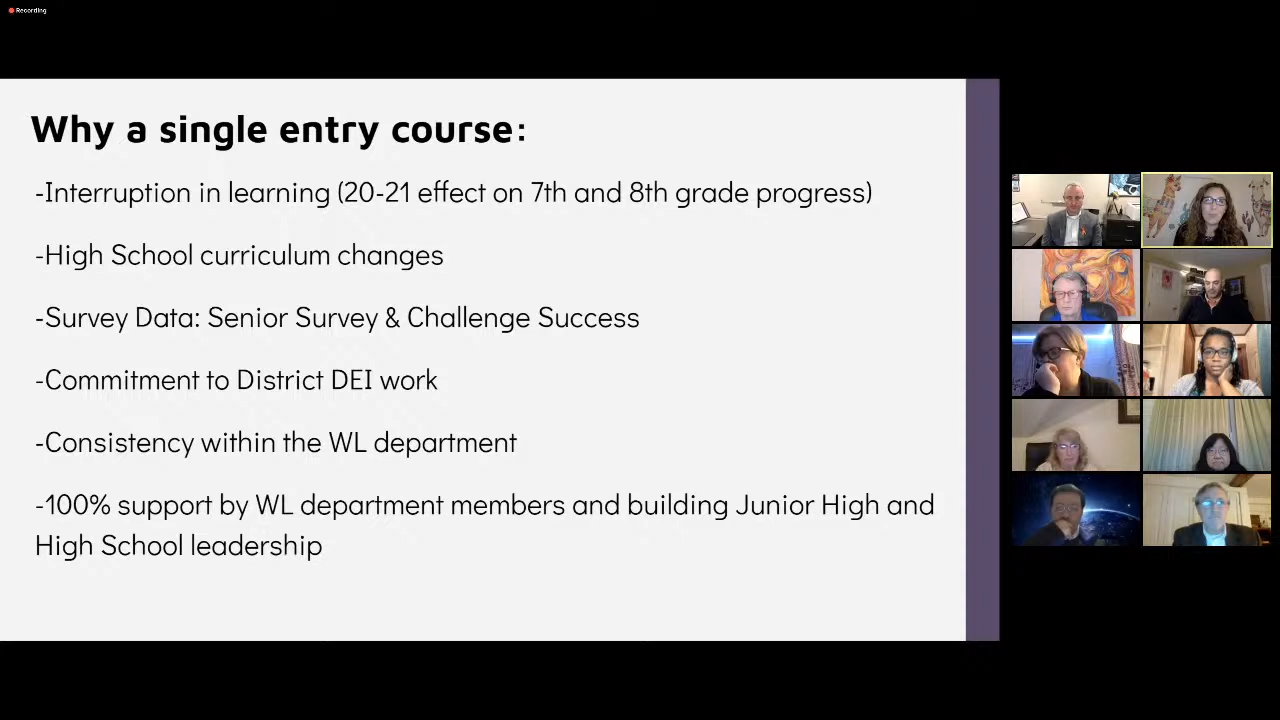 Recording
Why a single entry course:
-Interruption in learning (20-21 effect on 7th and 8th grade progress)
-High School curriculum changes
-Survey Data: Senior Survey & Challenge Success
-Commitment to District DEI work
-Consistency within the WL department
-100% support by WL department members and building Junior High and
High School leadership